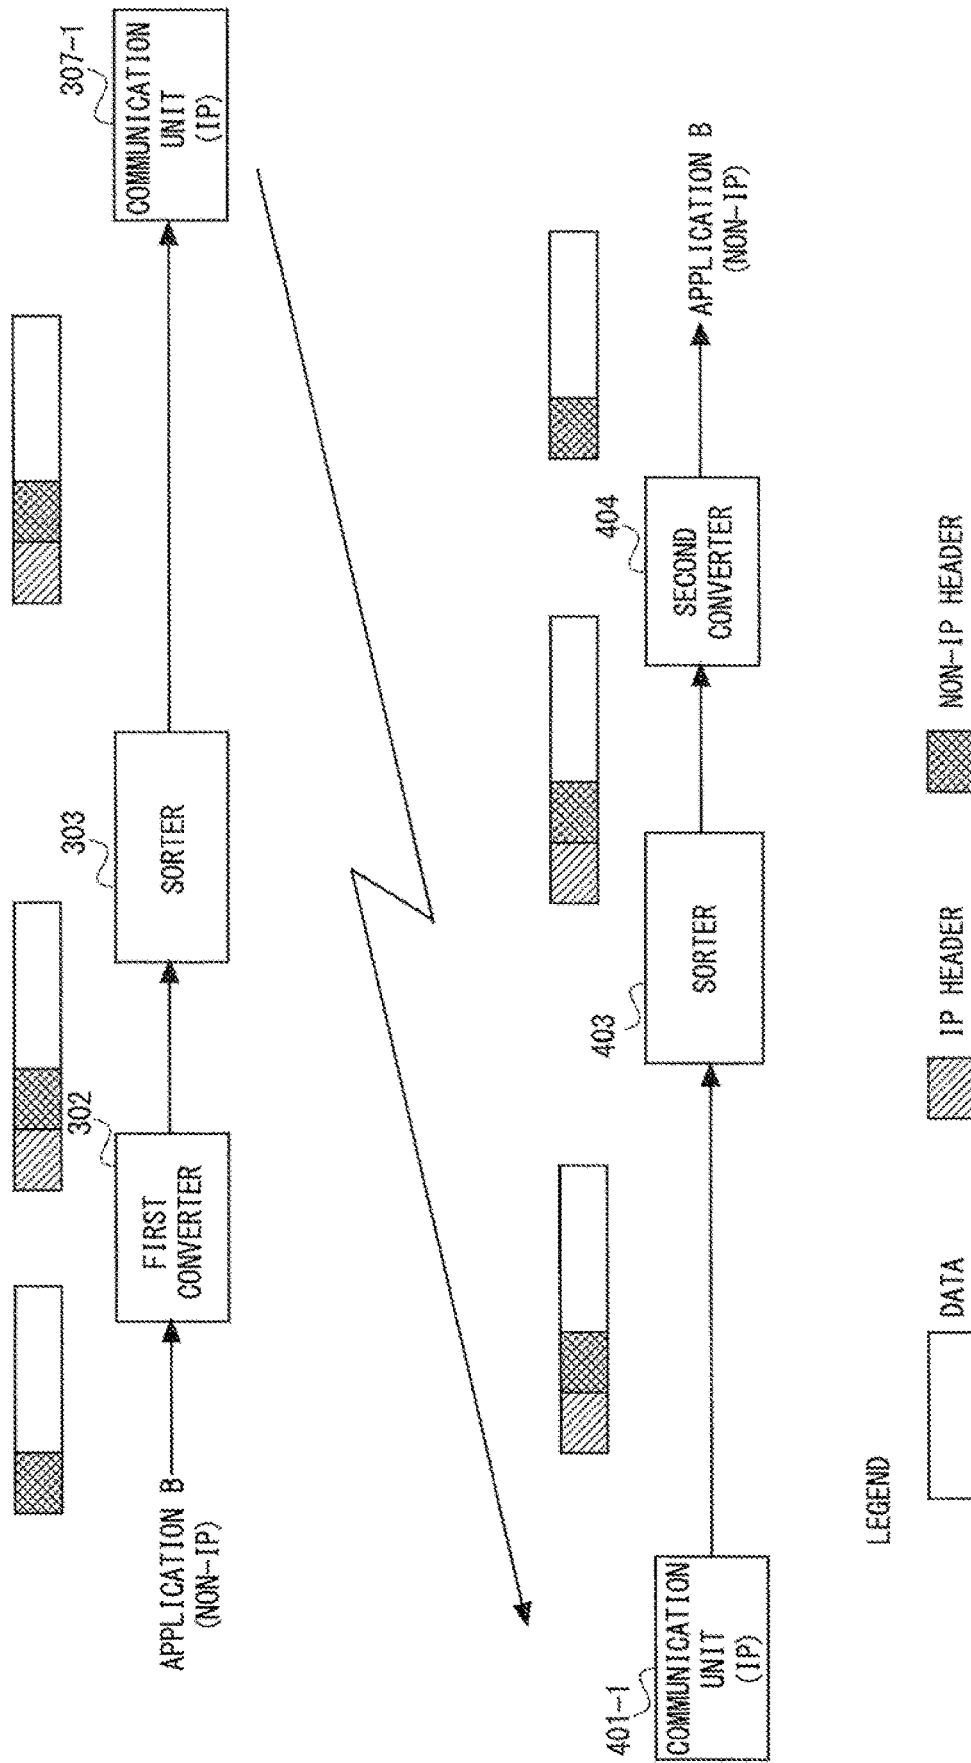 APPLICATION B
(NON-IP)
302
FIRST
CONVERTER
303
SORTER
307-1
COMMUNICATION
UNIT
(IP)
401-1
COMMUNICATION
UNIT
(IP)
403
SORTER
404
SECOND
CONVERTER
APPLICATION B
(NON-IP)
LEGEND
DATA
IP HEADER
NON-IP HEADER